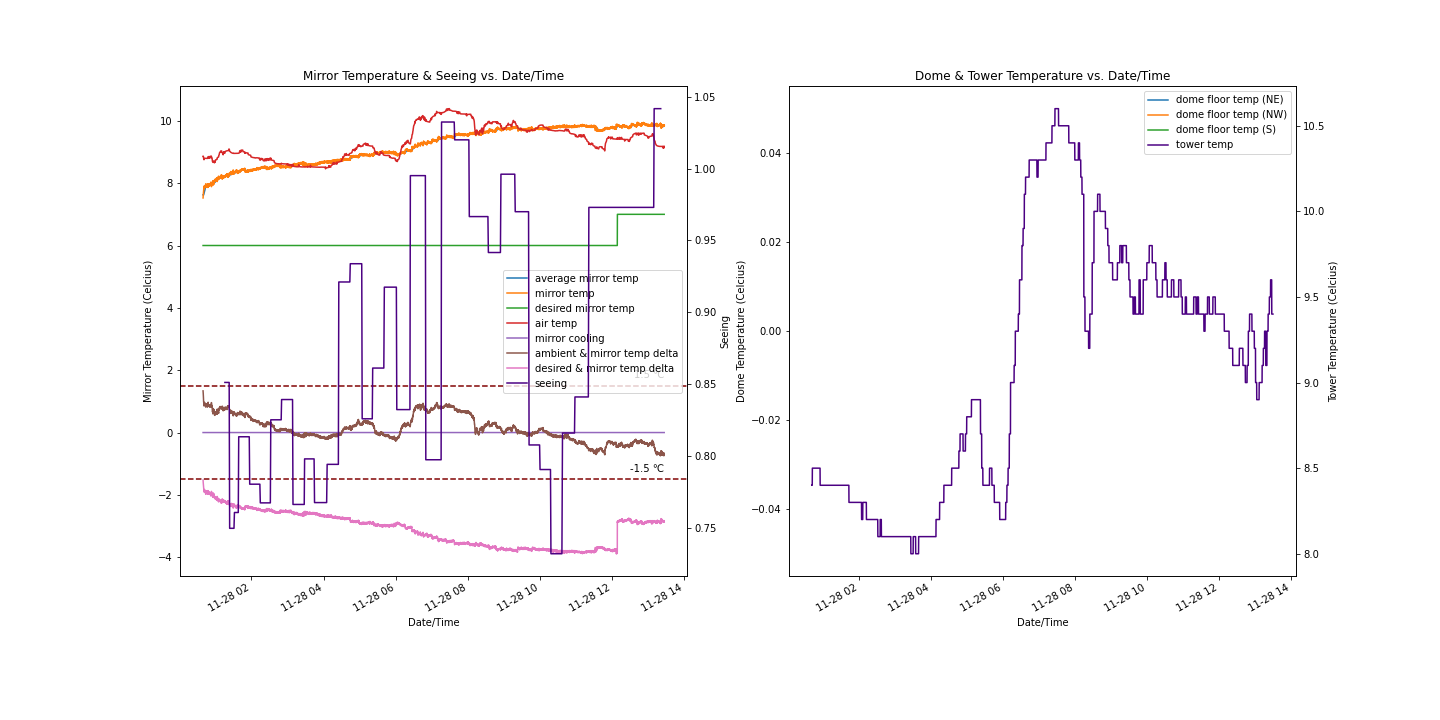 Mirror Temperature & Seeing vs. Date/Time
Mirror Temperature (Celcius)
10
8
6
4
2
0
−2
−4
1.05
1.00
0.95
0.90
0.85
0.80
0.75
Seeing
average mirror temp
mirror temp
desired mirror temp
air temp
mirror cooling
ambient & mirror temp delta
desired & mirror temp delta
seeing
1.5 °C
-1.5 °C
11-28 02
11-28 04
11-28 06
11-28 08
11-28 10
11-28 12
11-28 14
Date/Time
Dome & Tower Temperature vs. Date/Time
Dome Temperature (Celcius)
0.04
0.02
0.00
−0.02
−0.04
dome floor temp (NE)
dome floor temp (NW)
dome floor temp (S)
tower temp
10.5
10.0
9.5
9.0
8.5
8.0
Tower Temperature (Celcius)
11-28 02
11-28 04
11-28 06
11-28 08
11-28 10
11-28 12
11-28 14
Date/Time